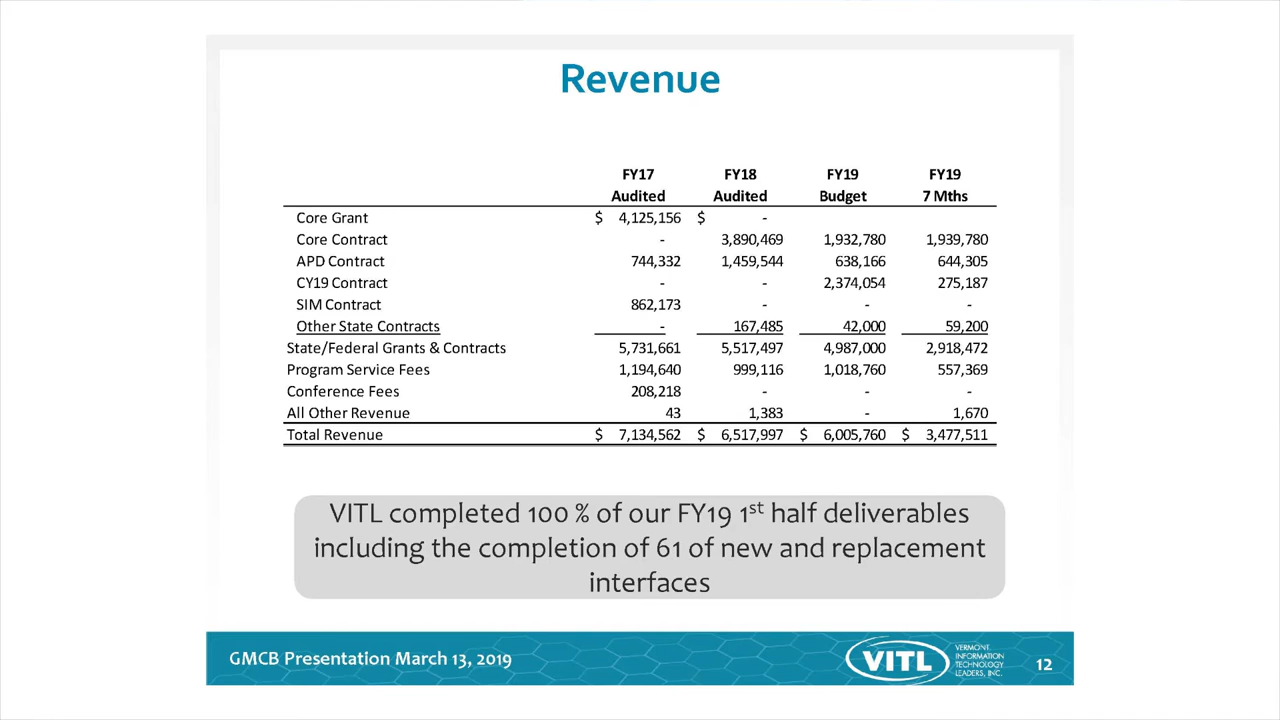 Revenue
FY17 FY18 FY19 FY19
Audited Audited Budget 7 Mths
Core Grant $ 4,125,156 $ -
Core Contract - 3,890,469 1,932,780 1,939,780
APD Contract 744,332 1,459,544 638,166 644,305
CY19 Contract - - 2,374,054 275,187
SIM Contract 862,173 - - -
Other State Contracts - 167,485 42,000 59,200
State/Federal Grants & Contracts 5,731,661 5,517,497 4,987,000 2,918,472
Program Service Fees 1,194,640 999,116 1,018,760 557,369
Conference Fees 208,218 - - -
All Other Revenue 43 1,383 - 1,670
Total Revenue $ 7,134,562 $ 6,517,997 $ 6,005,760 $ 3,477,511
VITL completed 100 % of our FY19 1st half deliverables
including the completion of 61 of new and replacement
interfaces
GMCB Presentation March 13, 2019
VITL
VERMONT
INFORMATION
TECHNOLOGY
LEADERS, INC.
12